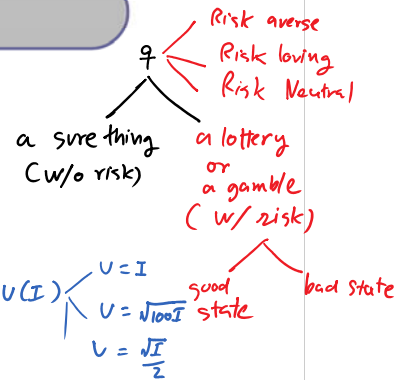 Risk averse
♀
Risk loving
Risk Neutral
a sure thing
(w/o risk)
a lottery
or
a gamble
(w/risk)
U(I)
U = I
U = √100I
U = √I/2
good
state
bad state